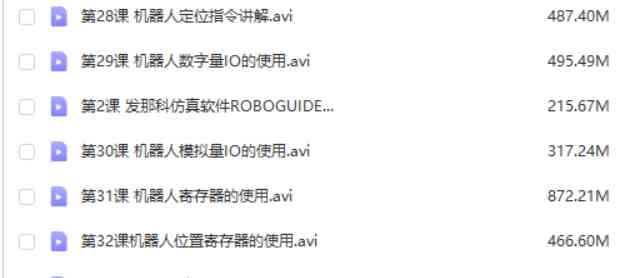 第28课 机器人定位指令讲解.avi 487.40M
第29课 机器人数字量IO的使用.avi 495.49M
第2课 发那科仿真软件ROBOGUIDE... 215.67M
第30课 机器人模拟量IO的使用.avi 317.24M
第31课 机器人寄存器的使用.avi 872.21M
第32课机器人位置寄存器的使用.avi 466.60M